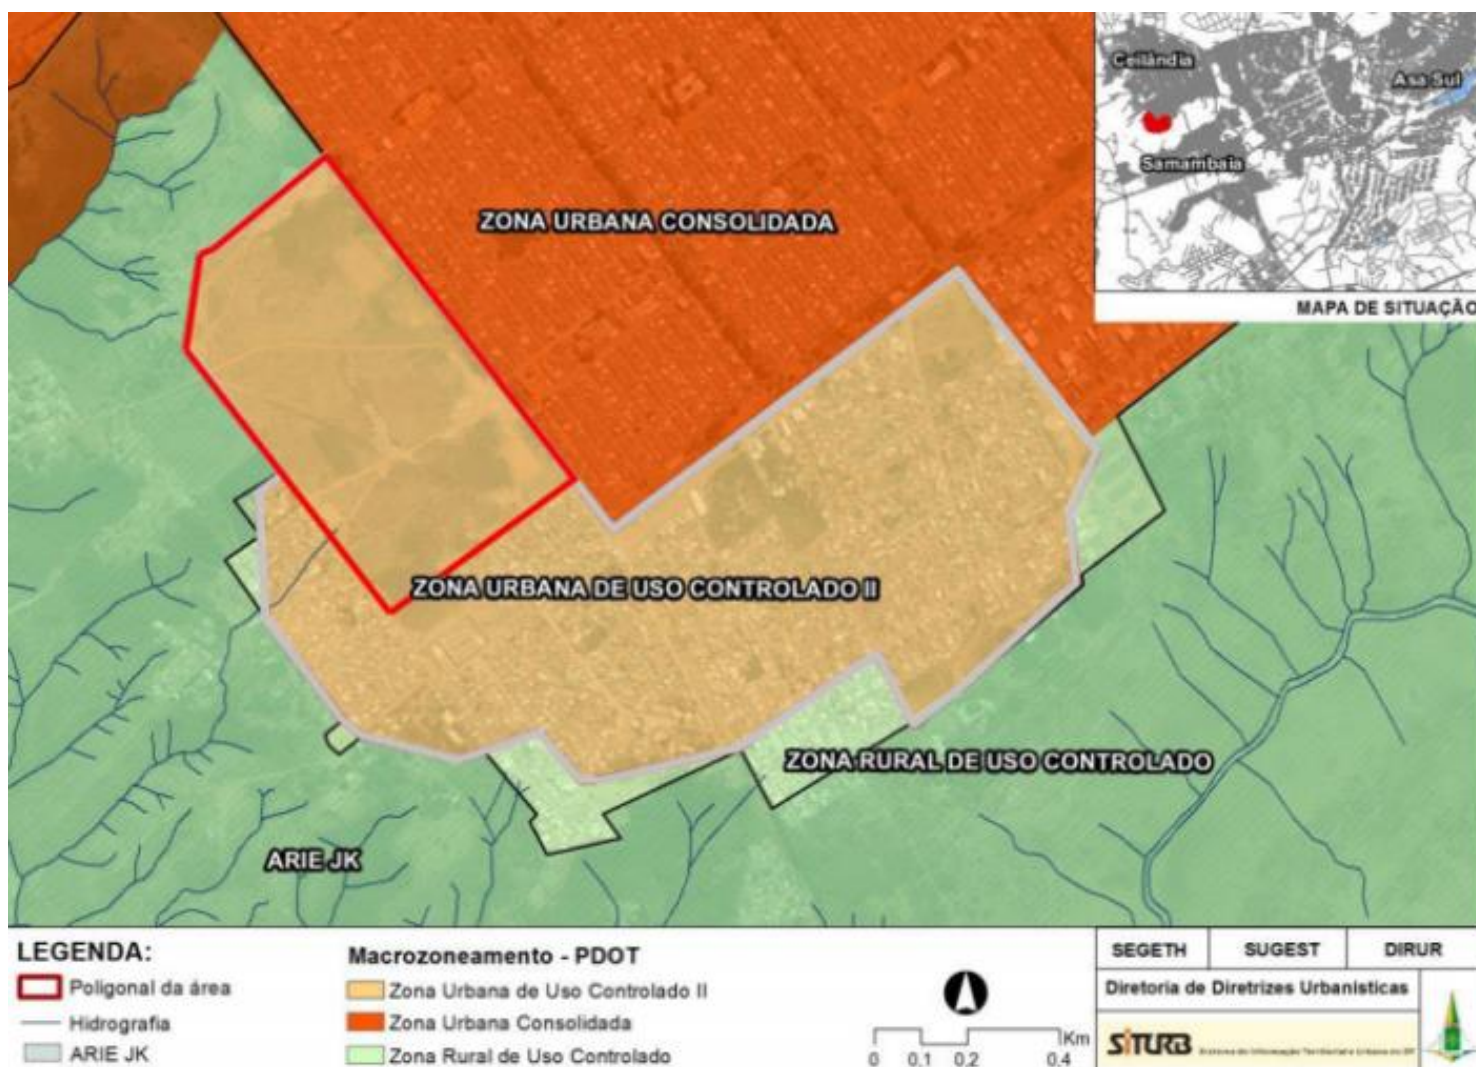 Ceilândia
Asa Sul
Samambaia
MAPA DE SITUAÇÃO
ZONA URBANA CONSOLIDADA
ZONA URBANA DE USO CONTROLADO II
ZONA RURAL DE USO CONTROLADO
ARIE JK
LEGENDA:
Poligonal da área
Hidrografia
ARIE JK
Macrozoneamento - PDOT
Zona Urbana de Uso Controlado II
Zona Urbana Consolidada
Zona Rural de Uso Controlado
Km
0 0,1 0,2 0,4
SEGETH SUGEST DIRUR
Diretoria de Diretrizes Urbanísticas
SITURB